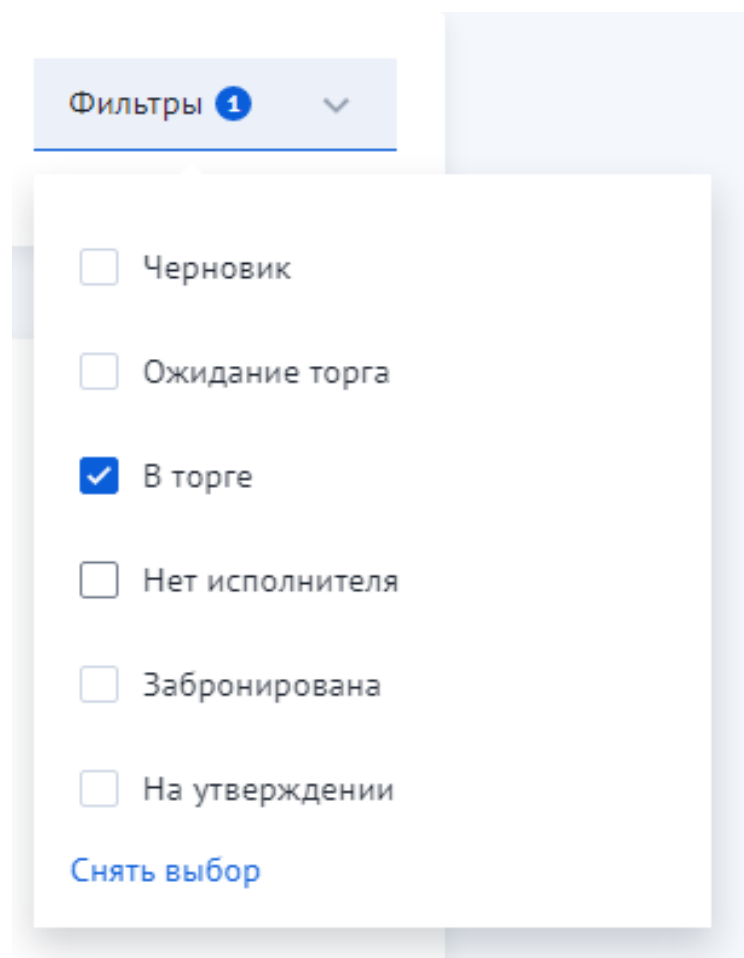 Фильтры 1
Черновик
Ожидание торга
В торге
Нет исполнителя
Забронирована
На утверждении
Снять выбор